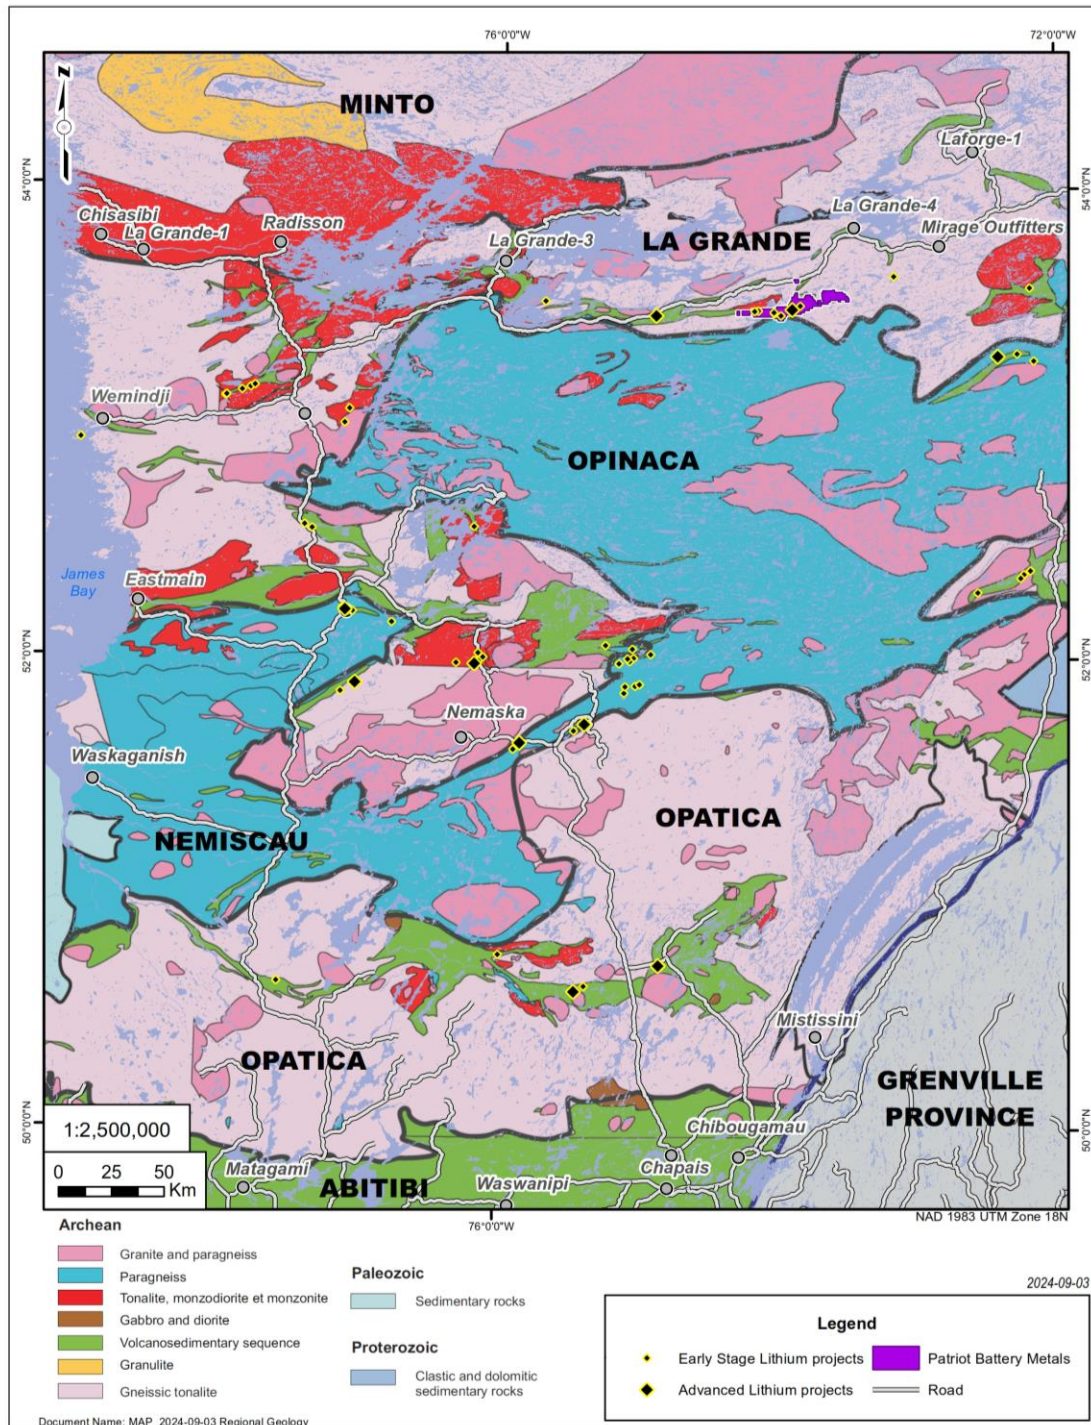 76°0'0"W
72°0'0"W
Z
MINTO
Laforge-1
54°0'0"N
54°0'0"N
Chisasibi
La Grande-1
Radisson
La Grande-4
La Grande-3
LA GRANDE
Mirage Outfitters
Wemindji
OPINACA
James
Bay
Eastmain
52°0'0"N
52°0'0"N
Nemaska
Waskaganish
OPATICA
NEMISCAU
Mistissini
OPATICA
GRENVILLE
PROVINCE
50°0'0"N
50°0'0"N
1:2,500,000
0 25 50
Km
Chibougamau
Matagami
Chapais
ABITIBI
Waswanipi
76°0'0"W
NAD 1983 UTM Zone 18N
2024-09-03
Archean
Granite and paragneiss
Paragneiss
Tonalite, monzodiorite et monzonite
Gabbro and diorite
Volcanosedimentary sequence
Granulite
Gneissic tonalite
Paleozoic
Sedimentary rocks
Proterozoic
Clastic and dolomitic
sedimentary rocks
Legend
Early Stage Lithium projects
Patriot Battery Metals
Advanced Lithium projects
Road
Document Name: MAP_2024-09-03 Regional Geology